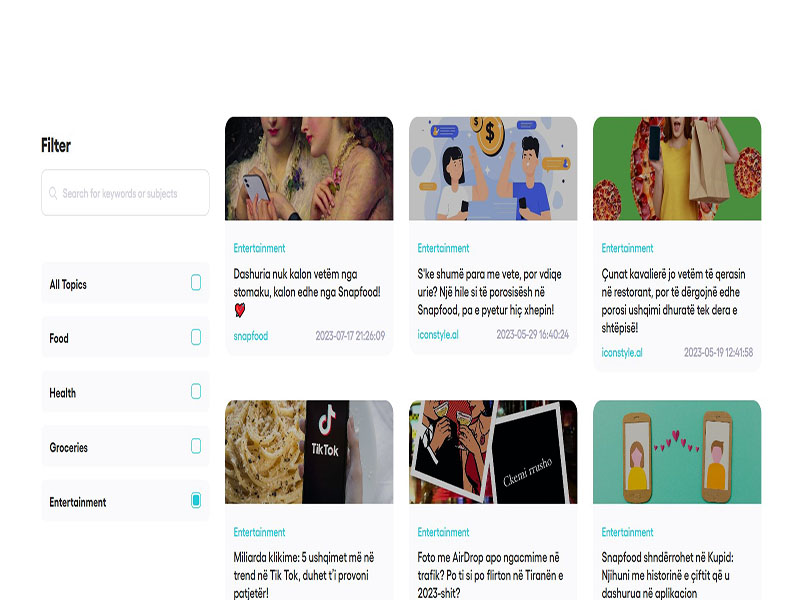 Filter
Search for keywords or subjects
All Topics
Food
Health
Groceries
Entertainment
Entertainment
Dashuria nuk kalon vetëm nga
stomaku, kalon edhe nga Snapfood!
❤️
snapfood 2023-07-17 21:26:09
$
$
Entertainment
S'ke shumë para me vete, por vdiqe
urie? Një hile si të porosisësh në
Snapfood, pa e pyetur hiç xhepin!
iconstyle.al 2023-05-29 16:40:24
Entertainment
Çunat kavalierë jo vetëm të qerasin
në restorant, por të dërgojnë edhe
porosi ushqimi dhuratë tek dera e
shtëpisë!
iconstyle.al 2023-05-19 12:41:58
TikTok
Entertainment
Miliarda klikime: 5 ushqimet më në
trend në Tik Tok, duhet t'i provoni
patjetër!
Ckemi rrusho
Entertainment
Foto me AirDrop apo ngacmime në
trafik? Po ti si po flirton në Tiranën e
2023-shit?
Entertainment
Snapfood shndërrohet në Kupid:
Njihuni me historinë e çiftit që u
dashurua në aplikacion